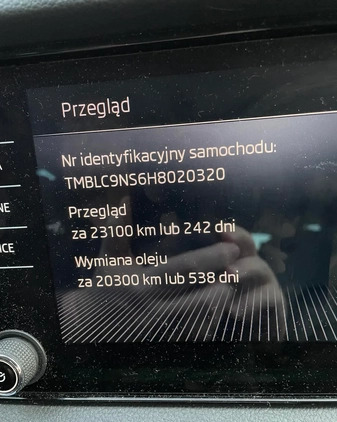 Przegląd
Nr identyfikacyjny samochodu:
TMBLC9NS6H8020320
Przegląd
za 23100 km lub 242 dni
Wymiana oleju
za 20300 km lub 538 dni